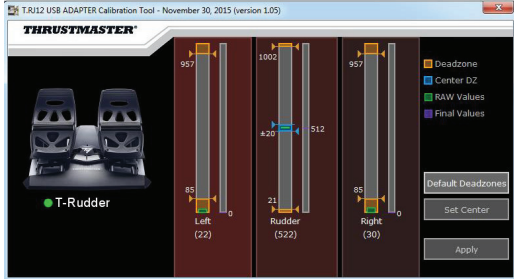 T.RJ12 USB ADAPTER Calibration Tool - November 30, 2015 (version 1.05)
THRUSTMASTER®
957
85
0
Left
(22)
1002
±20
512
21
Rudder
(522)
957
85
0
Right
(30)
Deadzone
Center DZ
RAW Values
Final Values
T-Rudder
Default Deadzones
Set Center
Apply